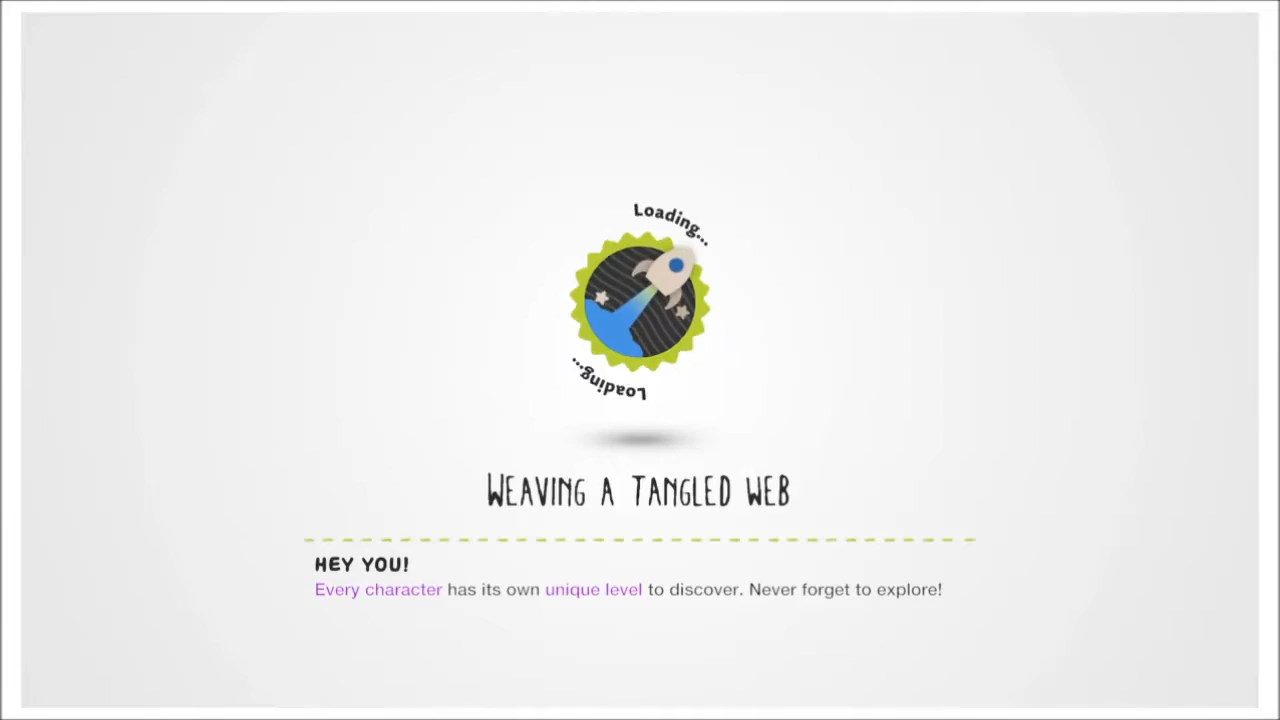 Loading...
Loading...
WEAVING A TANGLED WEB
HEY YOU!
Every character has its own unique level to discover. Never forget to explore!